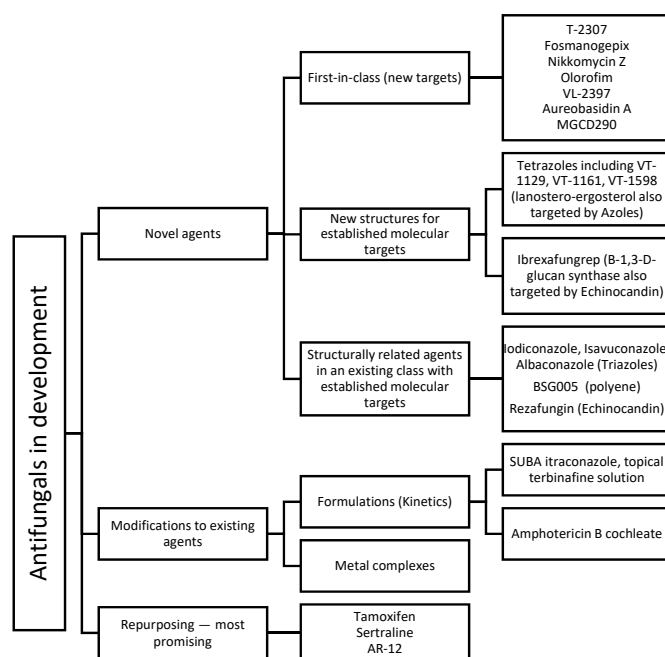 Antifungals in development
Novel agents
First-in-class (new targets)
T-2307
Fosmanogepix
Nikkomycin Z
Olorofim
VL-2397
Aureobasidin A
MGCD290
New structures for
established molecular
targets
Tetrazoles including VT-
1129, VT-1161, VT-1598
(lanostero-ergosterol also
targeted by Azoles)
Ibrexafungrep (B-1,3-D-
glucan synthase also
targeted by Echinocandin)
Structurally related agents
in an existing class with
established molecular
targets
Iodiconazole, Isavuconazole
Albaconazole (Triazoles)
BSG005 (polyene)
Rezafungin (Echinocandin)
Modifications to existing
agents
Formulations (Kinetics)
SUBA itraconazole, topical
terbinafine solution
Amphotericin B cochleate
Metal complexes
Repurposing — most
promising
Tamoxifen
Sertraline
AR-12